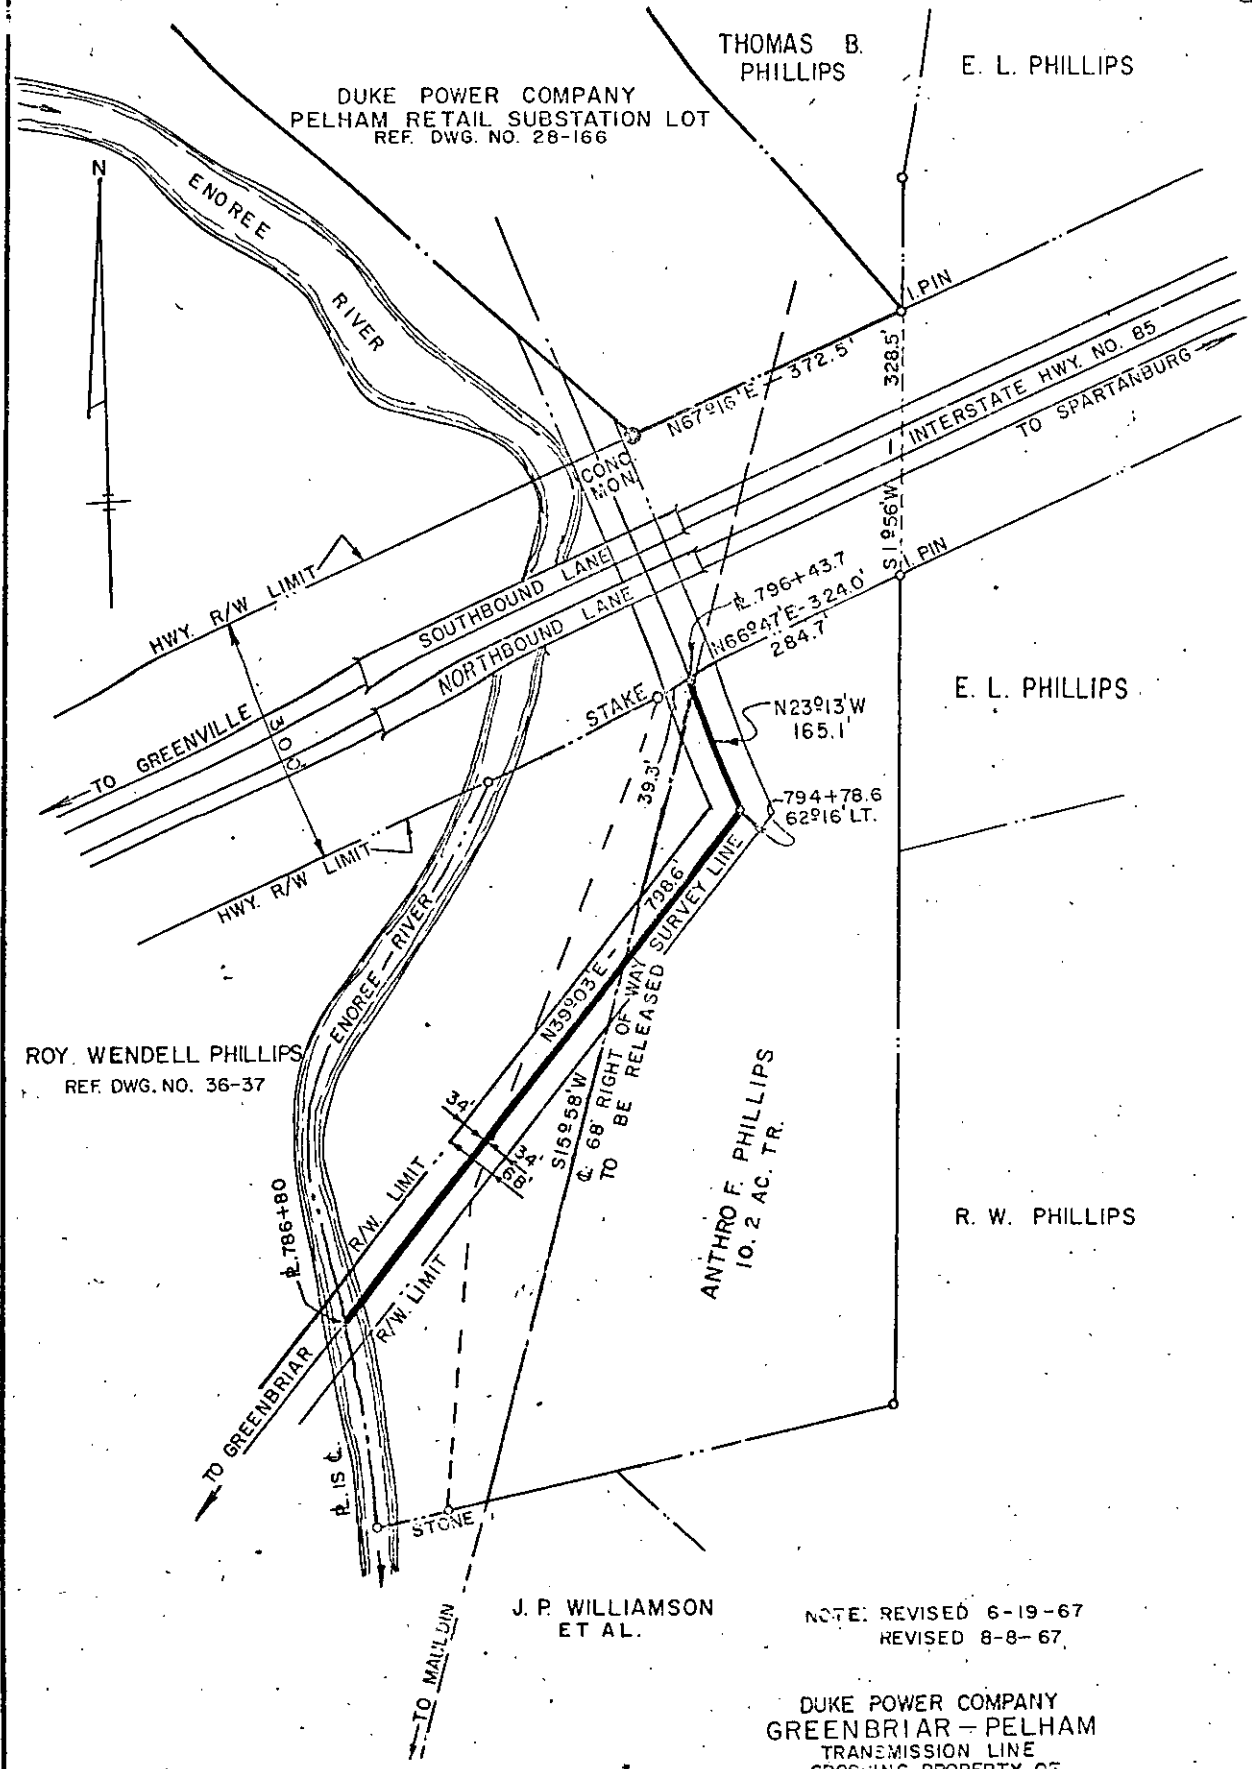 THOMAS B.
PHILLIPS
E. L. PHILLIPS
DUKE POWER COMPANY
PELHAM RETAIL SUBSTATION LOT
REF. DWG. NO. 28-166
N
ENOREE
RIVER
I. PIN
N67°16'E - 372.5'
328.5'
S1°56'W -
INTERSTATE HWY. NO. 85
TO SPARTANBURG
CONC.
MON.
I. PIN
HWY. R/W LIMIT
SOUTHBOUND LANE
NORTHBOUND LANE
℄ 796+43.7
N66°47'E - 324.0'
284.7'
STAKE
TO GREENVILLE
300'
N23°13'W
165.1'
E. L. PHILLIPS
39.3'
794+78.6
62°16' LT.
HWY. R/W LIMIT
ENOREE - RIVER
N39°03'E - 798.6'
SURVEY LINE
ROY. WENDELL PHILLIPS
REF. DWG. NO. 36-37
S15°58'W
℄ 68' RIGHT OF WAY
TO BE RELEASED
34'
34'
68'
ANTHRO F. PHILLIPS
10.2 AC. TR.
R. W. PHILLIPS
R/W. LIMIT
R/W. LIMIT
℄ 786+80
TO GREENBRIAR
℄ IS ℄
STONE
TO MAULDIN
J. P. WILLIAMSON
ET AL.
NOTE: REVISED 6-19-67
REVISED 8-8-67
DUKE POWER COMPANY
GREENBRIAR - PELHAM
TRANSMISSION LINE
CROSSING PROPERTY OF